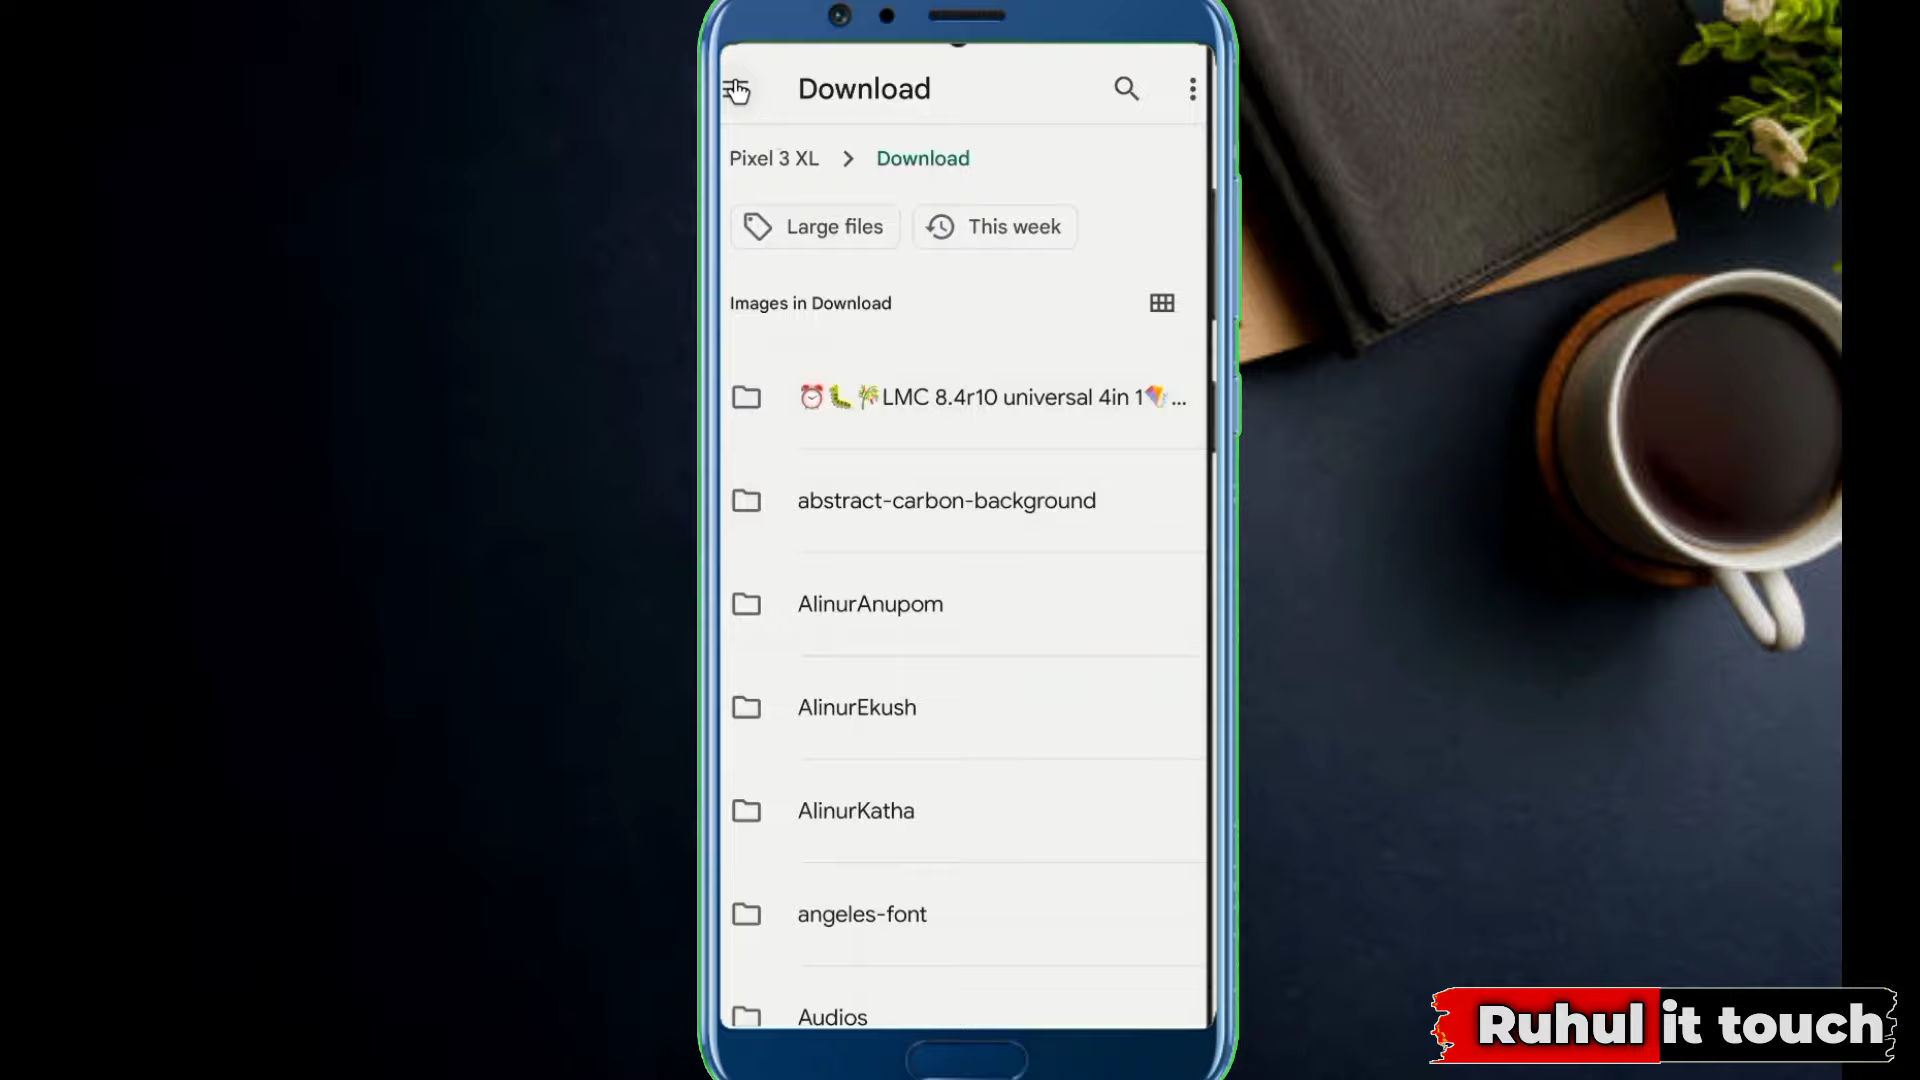 Download
Pixel 3 XL > Download
Large files
This week
Images in Download
⏰🐛🎋LMC 8.4r10 universal 4in 1🪁...
abstract-carbon-background
AlinurAnupom
AlinurEkush
AlinurKatha
angeles-font
Audios
Ruhul it touch